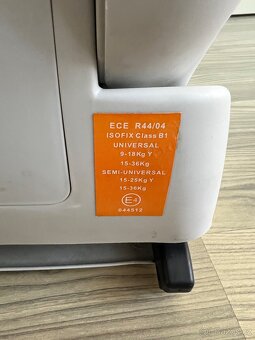 ECE R44/04
ISOFIX Class B1
UNIVERSAL
9-18Kg Y
15-36Kg
SEMI-UNIVERSAL
15-25Kg Y
15-36Kg
E4
044512